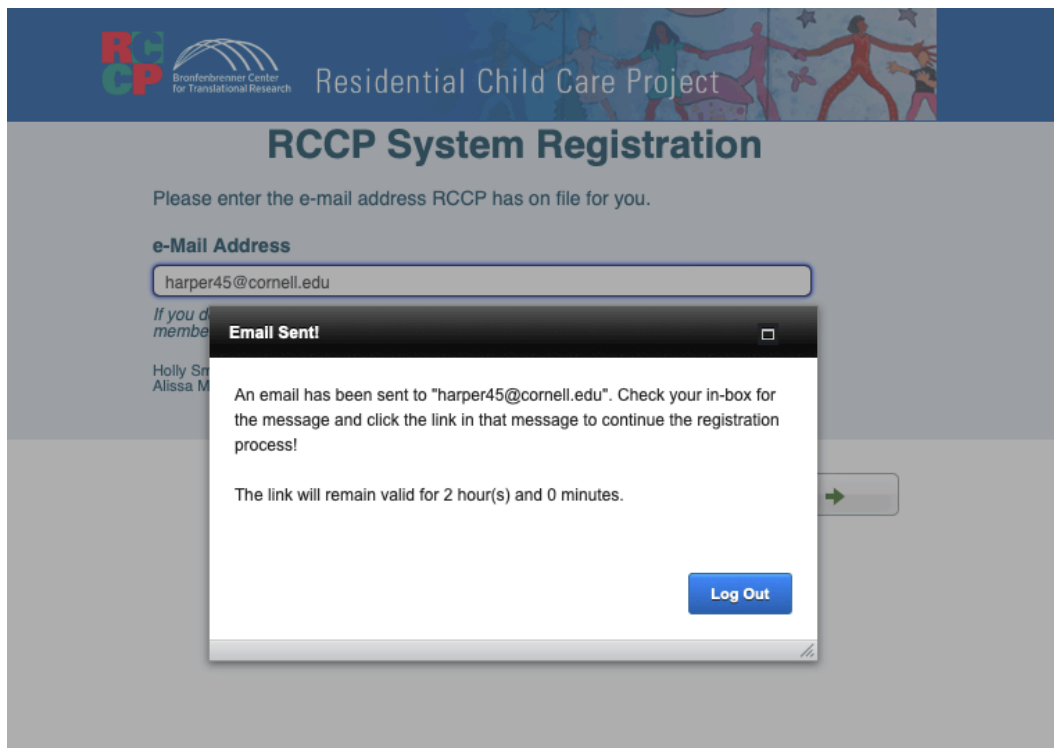 RC
CP
Bronfenbrenner Center
for Translational Research
Residential Child Care Project
RCCP System Registration
Please enter the e-mail address RCCP has on file for you.
e-Mail Address
harper45@cornell.edu
If you
membe
Holly
Alissa M
Email Sent!
An email has been sent to "harper45@cornell.edu". Check your in-box for
the message and click the link in that message to continue the registration
process!
The link will remain valid for 2 hour(s) and 0 minutes.
Log Out